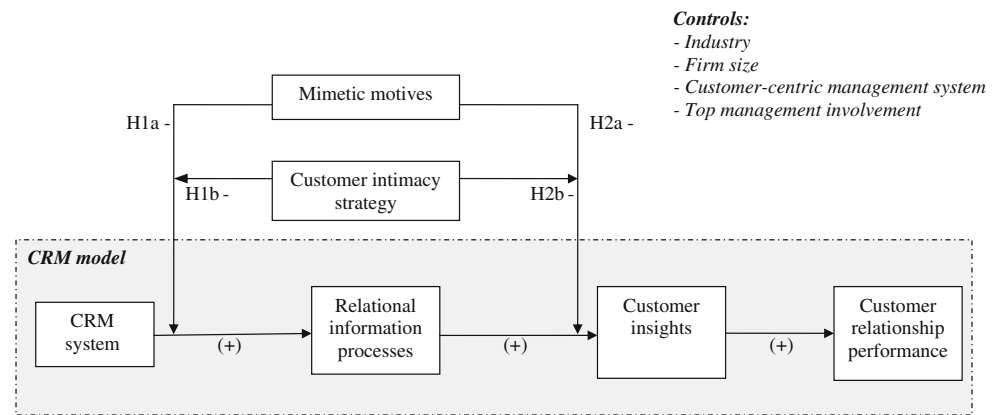 Controls:
- Industry
- Firm size
- Customer-centric management system
- Top management involvement
Mimetic motives
H1a -
H2a -
Customer intimacy
strategy
H1b -
H2b -
CRM model
CRM
system
(+)
Relational
information
processes
(+)
Customer
insights
(+)
Customer
relationship
performance